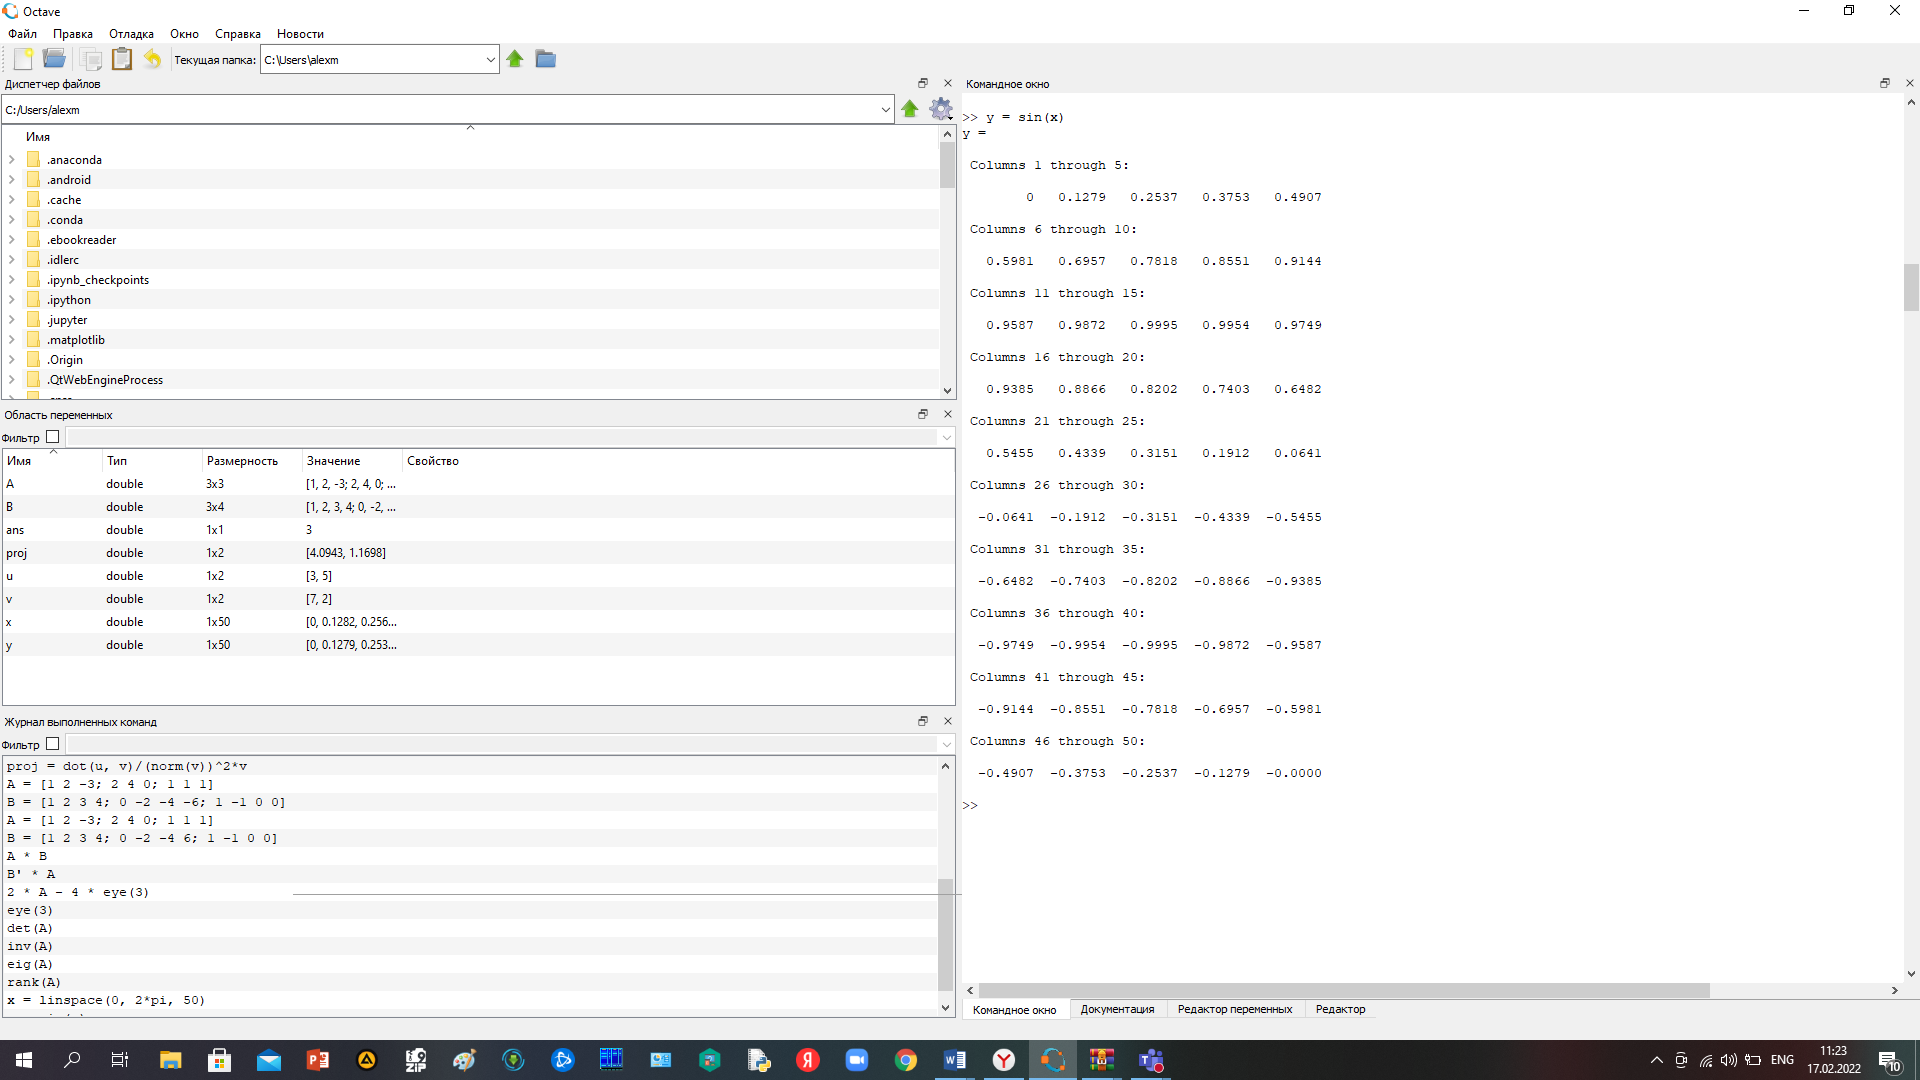 Octave
Файл Правка Отладка Окно Справка Новости
Текущая папка: C:\Users\alexm
Диспетчер файлов
C:/Users/alexm
Имя
.anaconda
.android
.cache
.conda
.ebookreader
.idlerc
.ipynb_checkpoints
.ipython
.jupyter
.matplotlib
.Origin
.QtWebEngineProcess
Область переменных
Фильтр
Имя Тип Размерность Значение Свойство
A double 3x3 [1, 2, -3; 2, 4, 0; ...
B double 3x4 [1, 2, 3, 4; 0, -2, ...
ans double 1x1 3
proj double 1x2 [4.0943, 1.1698]
u double 1x2 [3, 5]
v double 1x2 [7, 2]
x double 1x50 [0, 0.1282, 0.256...
y double 1x50 [0, 0.1279, 0.253...
Журнал выполненных команд
Фильтр
proj = dot(u, v)/(norm(v))^2*v
A = [1 2 -3; 2 4 0; 1 1 1]
B = [1 2 3 4; 0 -2 -4 -6; 1 -1 0 0]
A = [1 2 -3; 2 4 0; 1 1 1]
B = [1 2 3 4; 0 -2 -4 6; 1 -1 0 0]
A * B
B' * A
2 * A - 4 * eye(3)
eye(3)
det(A)
inv(A)
eig(A)
rank(A)
x = linspace(0, 2*pi, 50)
Командное окно
>> y = sin(x)
y =
Columns 1 through 5:
0 0.1279 0.2537 0.3753 0.4907
Columns 6 through 10:
0.5981 0.6957 0.7818 0.8551 0.9144
Columns 11 through 15:
0.9587 0.9872 0.9995 0.9954 0.9749
Columns 16 through 20:
0.9385 0.8866 0.8202 0.7403 0.6482
Columns 21 through 25:
0.5455 0.4339 0.3151 0.1912 0.0641
Columns 26 through 30:
-0.0641 -0.1912 -0.3151 -0.4339 -0.5455
Columns 31 through 35:
-0.6482 -0.7403 -0.8202 -0.8866 -0.9385
Columns 36 through 40:
-0.9749 -0.9954 -0.9995 -0.9872 -0.9587
Columns 41 through 45:
-0.9144 -0.8551 -0.7818 -0.6957 -0.5981
Columns 46 through 50:
-0.4907 -0.3753 -0.2537 -0.1279 -0.0000
>>
Командное окно Документация Редактор переменных Редактор
ENG
11:23
17.02.2022
10